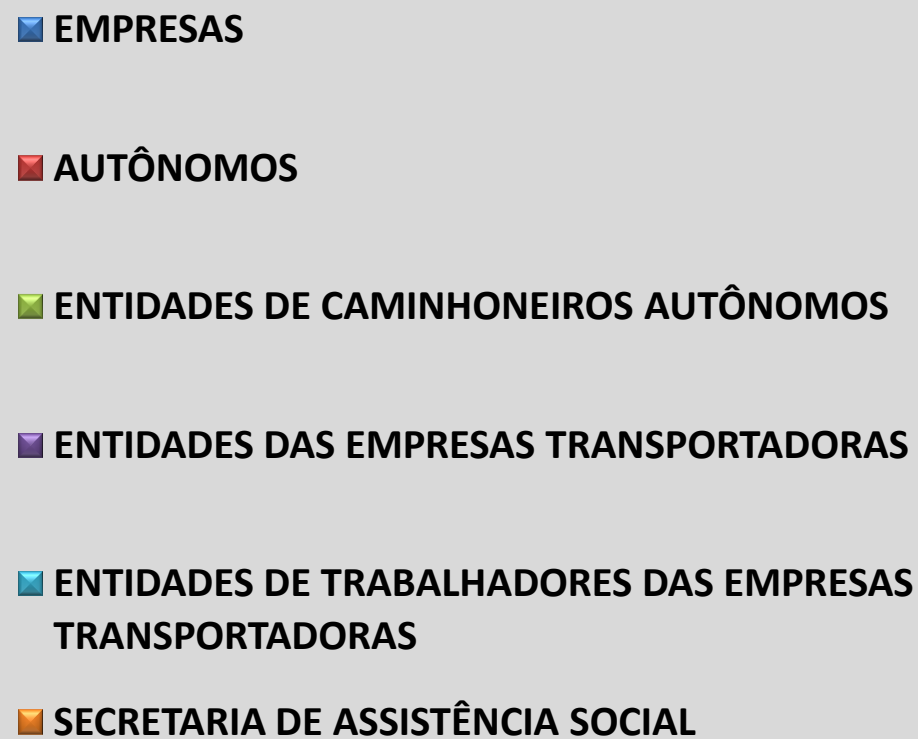 EMPRESAS
AUTÔNOMOS
ENTIDADES DE CAMINHONEIROS AUTÔNOMOS
ENTIDADES DAS EMPRESAS TRANSPORTADORAS
ENTIDADES DE TRABALHADORES DAS EMPRESAS
TRANSPORTADORAS
SECRETARIA DE ASSISTÊNCIA SOCIAL